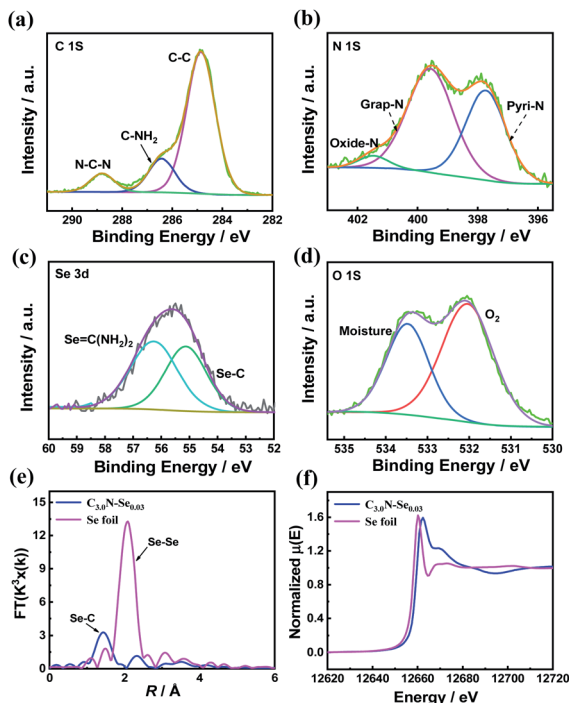 (a)
C 1S
C-C
C-NH₂
N-C-N
Intensity / a.u.
290 288 286 284 282
Binding Energy / eV
(b)
N 1S
Grap-N
Pyri-N
Oxide-N
Intensity / a.u.
402 400 398 396
Binding Energy / eV
(c)
Se 3d
Se=C(NH₂)₂
Se-C
Intensity / a.u.
60 59 58 57 56 55 54 53 52
Binding Energy / eV
(d)
O 1S
O₂
Moisture
Intensity / a.u.
535 534 533 532 531 530
Binding Energy / eV
(e)
C₃.₀N-Se₀.₀₃
Se foil
Se-Se
Se-C
FT(K³x(k))
15
12
9
6
3
0
0 2 4 6
R / Å
(f)
C₃.₀N-Se₀.₀₃
Se foil
Normalized μ(E)
1.6
1.2
0.8
0.4
0.0
12620 12640 12660 12680 12700 12720
Energy / eV